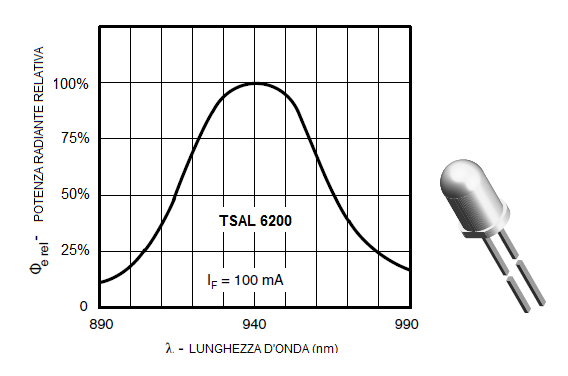 Φe rel - POTENZA RADIANTE RELATIVA
100%
75%
50%
25%
0
TSAL 6200
IF = 100 mA
890
940
990
λ - LUNGHEZZA D'ONDA (nm)